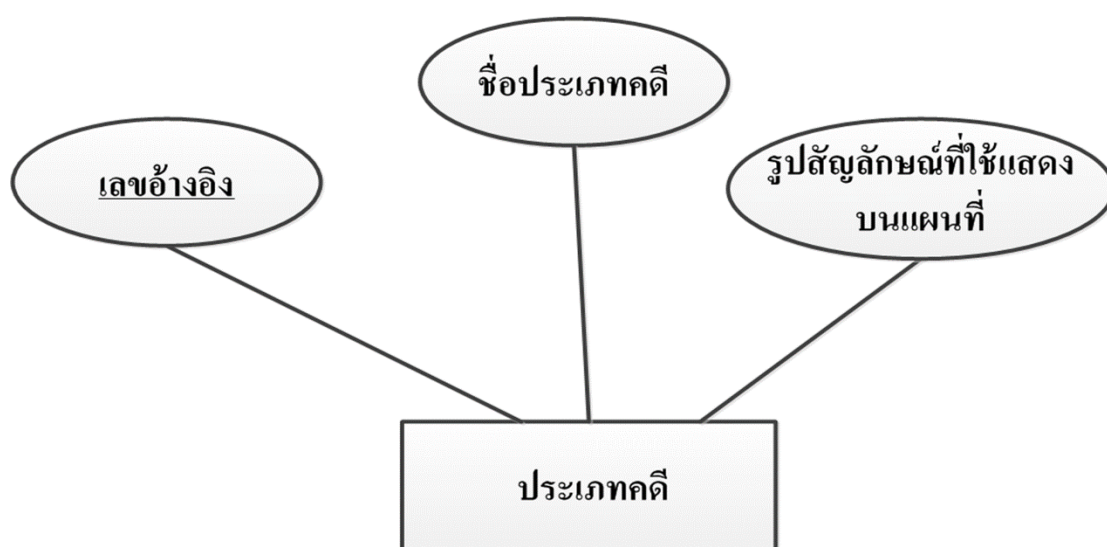 ชื่อประเภทคดี
เลขอ้างอิง
รูปสัญลักษณ์ที่ใช้แสดง
บนแผนที่
ประเภทคดี